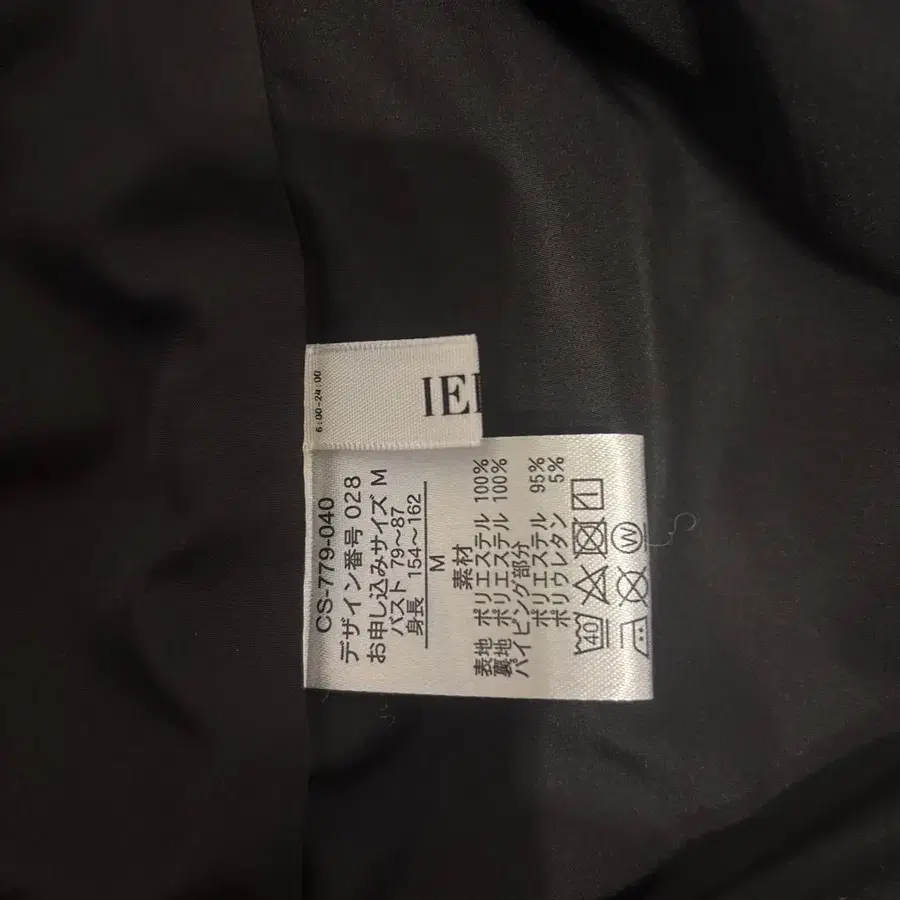 IEI
6:00-24:00
CS-779-040
デザイン番号 028
お申し込みサイズ M
バスト 79～87
身長 154～162
M
素材
表地 ポリエステル 100%
裏地 ポリエステル 100%
パイピング部分
ポリエステル 95%
ポリウレタン 5%
40
W